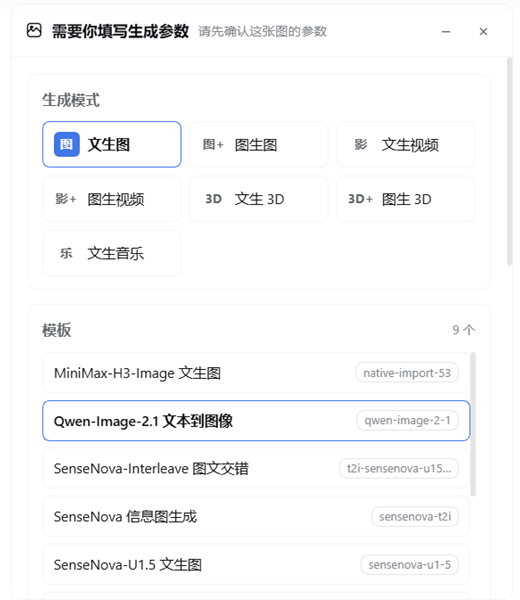 需要你填写生成参数 请先确认这张图的参数
生成模式
图 文生图 图+ 图生图 影 文生视频
影+ 图生视频 3D 文生 3D 3D+ 图生 3D
乐 文生音乐
模板 9 个
MiniMax-H3-Image 文生图 native-import-53
Qwen-Image-2.1 文本到图像 qwen-image-2-1
SenseNova-Interleave 图文交错 t2i-sensenova-u15...
SenseNova 信息图生成 sensenova-t2i
SenseNova-U1.5 文生图 sensenova-u1-5